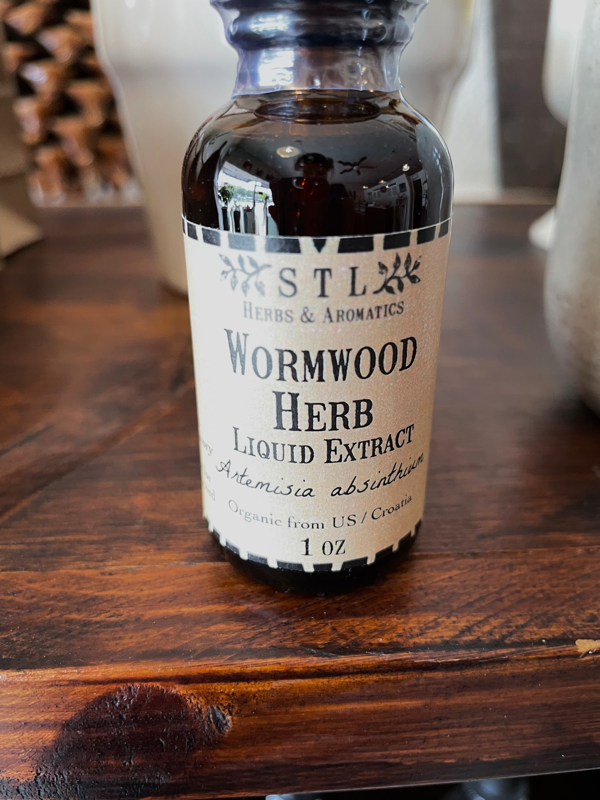 STL
HERBS & AROMATICS
WORMWOOD
HERB
LIQUID EXTRACT
Artemisia absinthium
Organic from US / Croatia
1 OZ